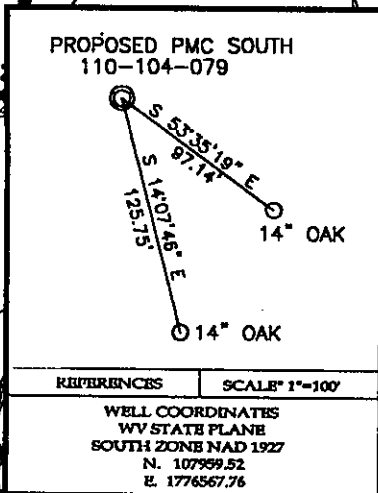 PROPOSED PMC SOUTH
110-104-079
S 53°35'19" E
97.14'
S 14°07'46" E
125.75'
14" OAK
14" OAK
REFERENCES
SCALE" 1"=100'
WELL COORDINATES
WV STATE PLANE
SOUTH ZONE NAD 1927
N. 107959.52
E. 1776567.76